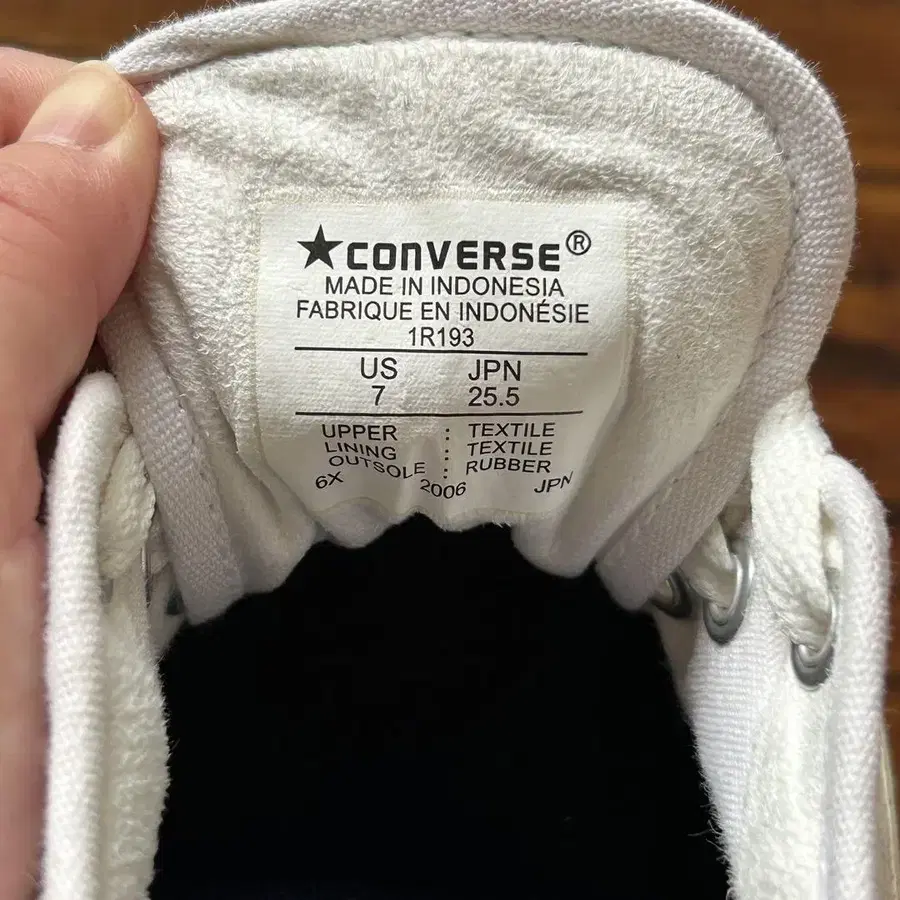 ★CONVERSE®
MADE IN INDONESIA
FABRIQUE EN INDONÉSIE
1R193
US JPN
7 25.5
UPPER : TEXTILE
LINING : TEXTILE
OUTSOLE : RUBBER
6X 2006 JPN